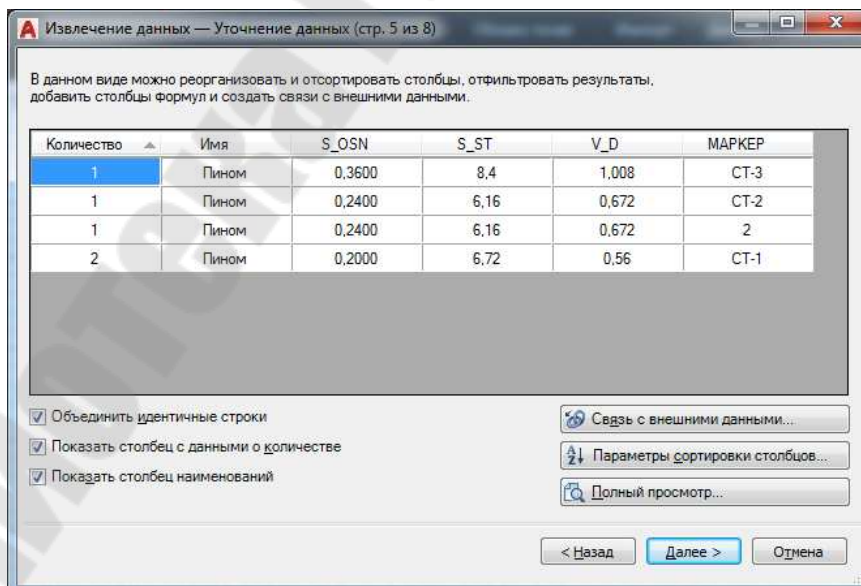 Извлечение данных — Уточнение данных (стр. 5 из 8)
В данном виде можно реорганизовать и отсортировать столбцы, отфильтровать результаты,
добавить столбцы формул и создать связи с внешними данными.
Количество Имя S_OSN S_ST V_D МАРКЕР
1 Пином 0,3600 8,4 1,008 СТ-3
1 Пином 0,2400 6,16 0,672 СТ-2
1 Пином 0,2400 6,16 0,672 2
2 Пином 0,2000 6,72 0,56 СТ-1
Объединить идентичные строки
Связь с внешними данными...
Показать столбец с данными о количестве
Параметры сортировки столбцов...
Показать столбец наименований
Полный просмотр...
< Назад Далее > Отмена